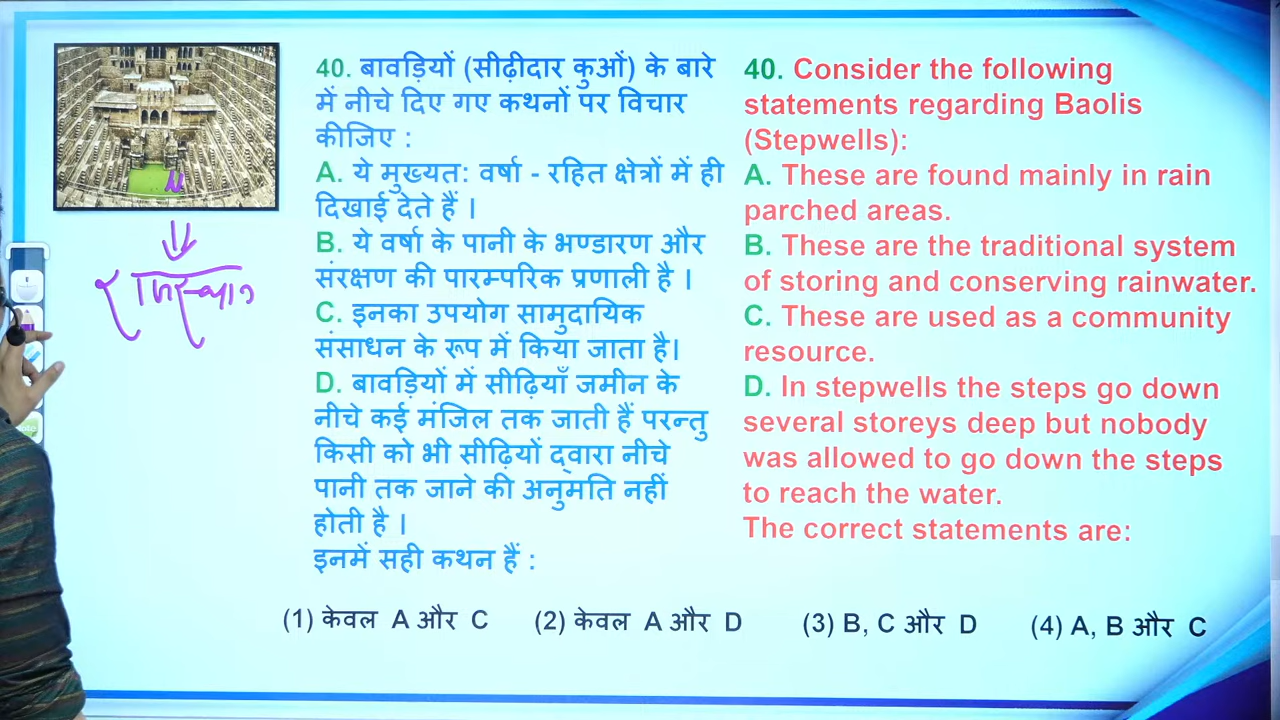 40. बावड़ियों (सीढ़ीदार कुओं) के बारे
में नीचे दिए गए कथनों पर विचार
कीजिए :
A. ये मुख्यत: वर्षा - रहित क्षेत्रों में ही
दिखाई देते हैं ।
B. ये वर्षा के पानी के भण्डारण और
संरक्षण की पारम्परिक प्रणाली है ।
C. इनका उपयोग सामुदायिक
संसाधन के रूप में किया जाता है।
D. बावड़ियों में सीढ़ियाँ जमीन के
नीचे कई मंजिल तक जाती हैं परन्तु
किसी को भी सीढ़ियों द्वारा नीचे
पानी तक जाने की अनुमति नहीं
होती है ।
इनमें सही कथन हैं :
40. Consider the following
statements regarding Baolis
(Stepwells):
A. These are found mainly in rain
parched areas.
B. These are the traditional system
of storing and conserving rainwater.
C. These are used as a community
resource.
D. In stepwells the steps go down
several storeys deep but nobody
was allowed to go down the steps
to reach the water.
The correct statements are:
(1) केवल A और C (2) केवल A और D (3) B, C और D (4) A, B और C